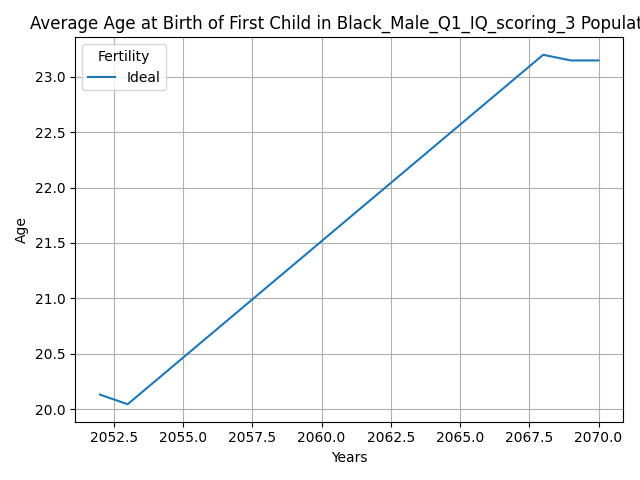 Average Age at Birth of First Child in Black_Male_Q1_IQ_scoring_3 Populat
Fertility
Ideal
23.0
22.5
22.0
21.5
21.0
20.5
20.0
Age
2052.5 2055.0 2057.5 2060.0 2062.5 2065.0 2067.5 2070.0
Years